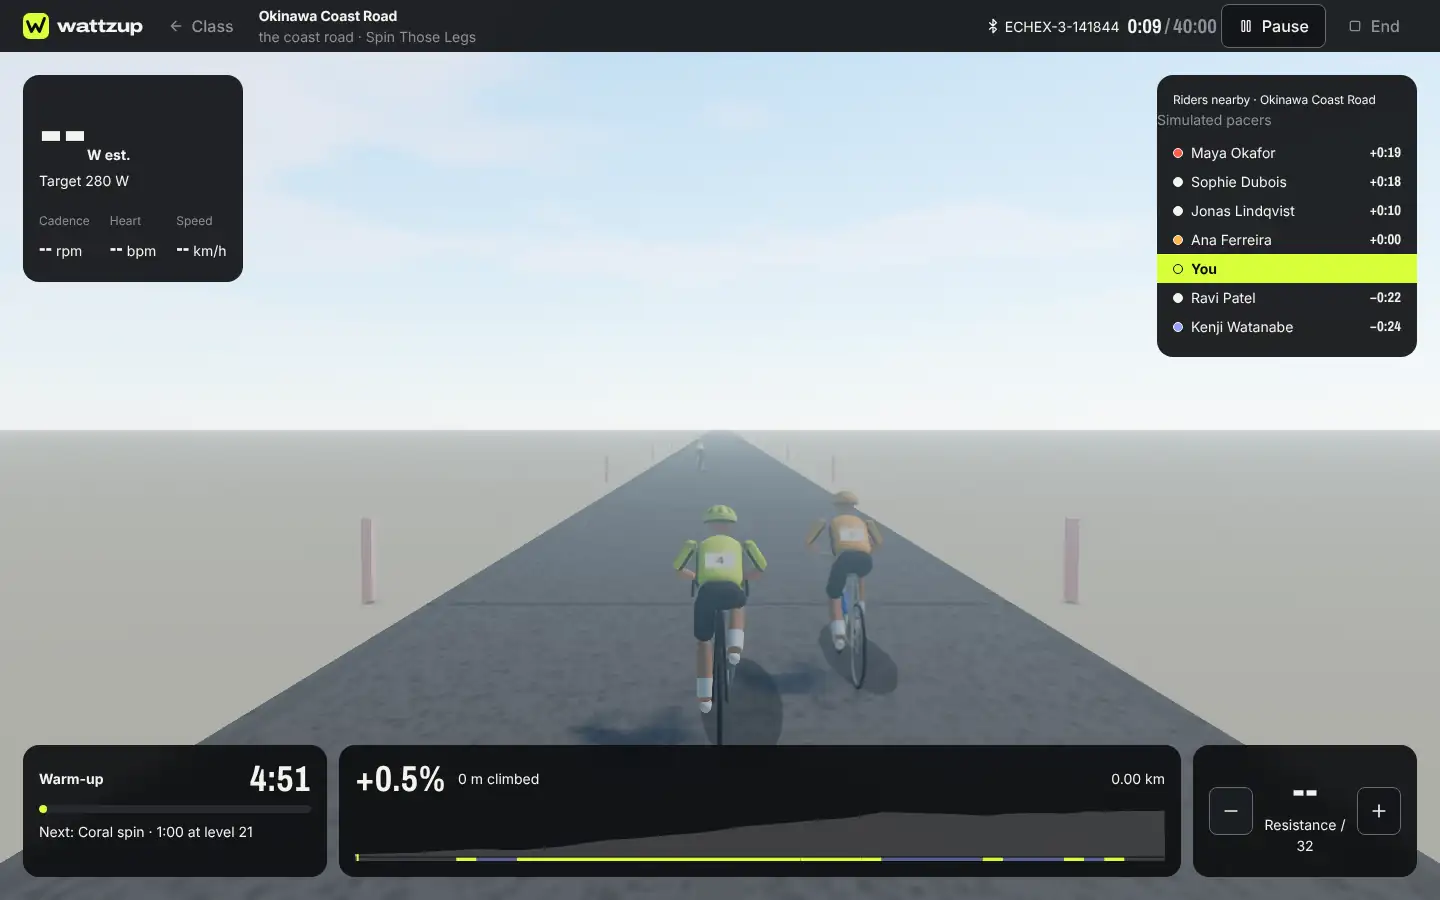 W wattzup
← Class
Okinawa Coast Road
the coast road · Spin Those Legs
ECHEX-3-141844 0:09 / 40:00
Pause
End
--
W est.
Target 280 W
Cadence Heart Speed
-- rpm -- bpm -- km/h
Riders nearby · Okinawa Coast Road
Simulated pacers
Maya Okafor +0:19
Sophie Dubois +0:18
Jonas Lindqvist +0:10
Ana Ferreira +0:00
You
Ravi Patel −0:22
Kenji Watanabe −0:24
Warm-up 4:51
Next: Coral spin · 1:00 at level 21
+0.5% 0 m climbed 0.00 km
−
--
Resistance /
32
+